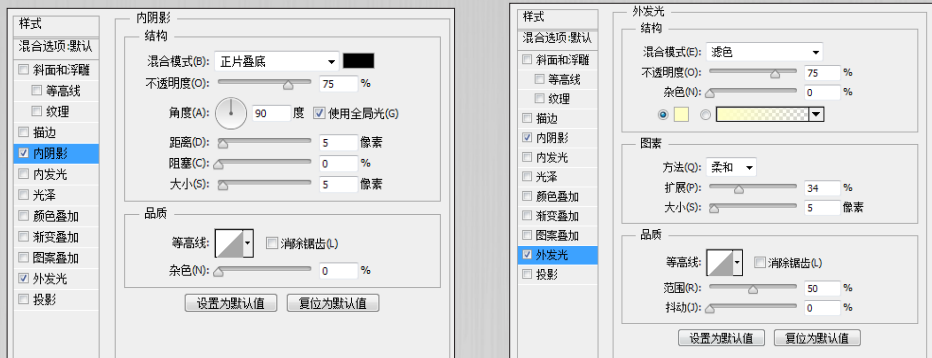 样式
混合选项:默认
斜面和浮雕
等高线
纹理
描边
内阴影
内发光
光泽
颜色叠加
渐变叠加
图案叠加
外发光
投影
内阴影
结构
混合模式(B): 正片叠底
不透明度(O): 75 %
角度(A): 90 度 使用全局光(G)
距离(D): 5 像素
阻塞(C): 0 %
大小(S): 5 像素
品质
等高线: 消除锯齿(L)
杂色(N): 0 %
设置为默认值 复位为默认值
样式
混合选项:默认
斜面和浮雕
等高线
纹理
描边
内阴影
内发光
光泽
颜色叠加
渐变叠加
图案叠加
外发光
投影
外发光
结构
混合模式(E): 滤色
不透明度(O): 75 %
杂色(N): 0 %
图素
方法(Q): 柔和
扩展(P): 34 %
大小(S): 5 像素
品质
等高线: 消除锯齿(L)
范围(R): 50 %
抖动(J): 0 %
设置为默认值 复位为默认值